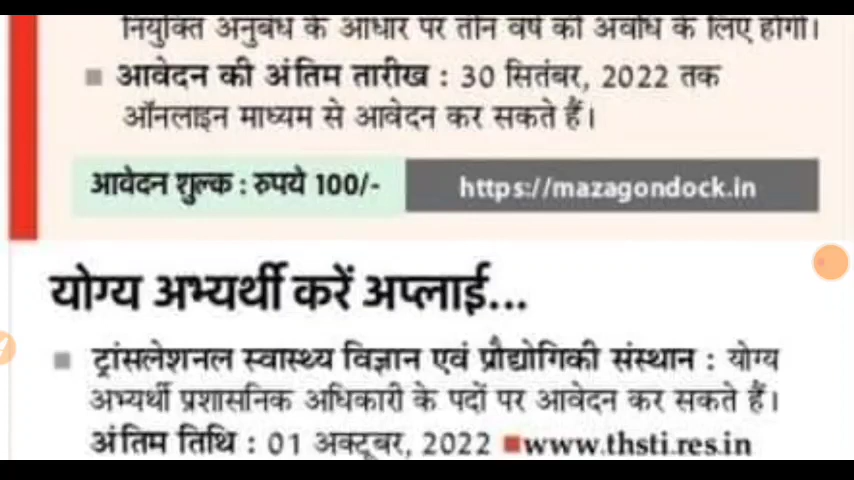 नियुक्ति अनुबंध के आधार पर तीन वर्ष की अवधि के लिए होगी।
■ आवेदन की अंतिम तारीख : 30 सितंबर, 2022 तक
ऑनलाइन माध्यम से आवेदन कर सकते हैं।
आवेदन शुल्क : रुपये 100/- https://mazagondock.in
योग्य अभ्यर्थी करें अप्लाई...
■ ट्रांसलेशनल स्वास्थ्य विज्ञान एवं प्रौद्योगिकी संस्थान : योग्य
अभ्यर्थी प्रशासनिक अधिकारी के पदों पर आवेदन कर सकते हैं।
अंतिम तिथि : 01 अक्टूबर, 2022 ■www.thsti.res.in